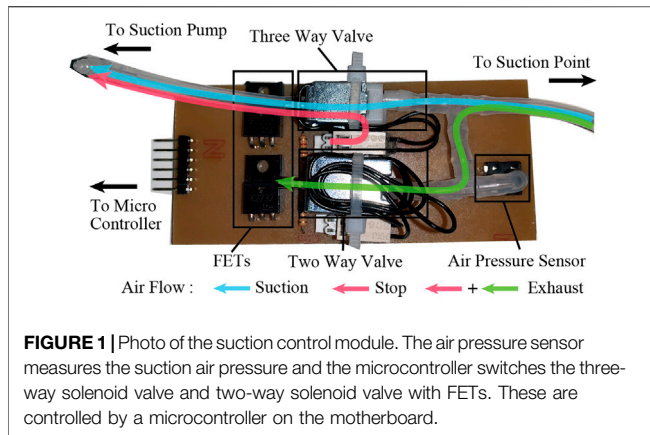 To Suction Pump
Three Way Valve
To Suction Point
To Micro
Controller
FETs
Two Way Valve
Air Pressure Sensor
Air Flow : Suction Stop + Exhaust
FIGURE 1 | Photo of the suction control module. The air pressure sensor
measures the suction air pressure and the microcontroller switches the three-
way solenoid valve and two-way solenoid valve with FETs. These are
controlled by a microcontroller on the motherboard.